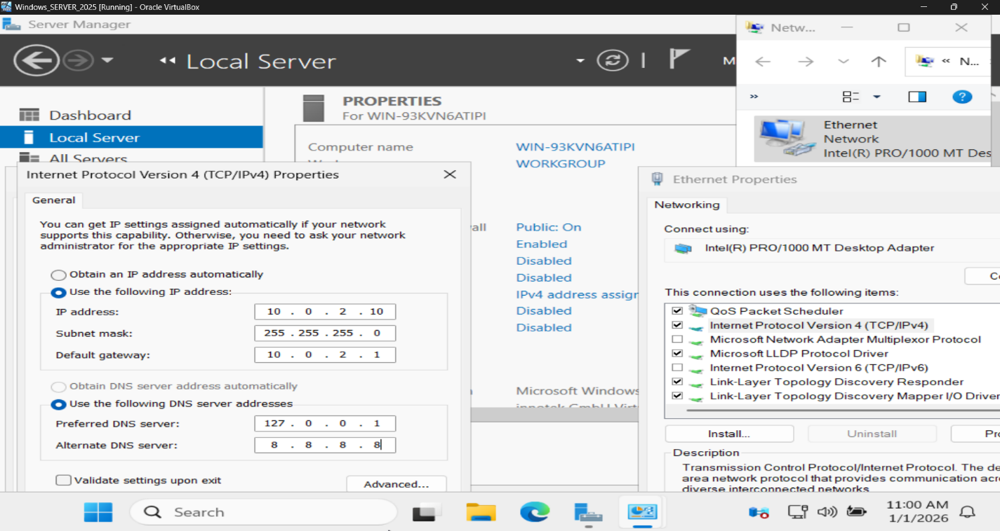 Windows_SERVER_2025 [Running] - Oracle VirtualBox
Server Manager
Local Server
M
Dashboard
Local Server
All Servers
PROPERTIES
For WIN-93KVN6ATIPI
Computer name WIN-93KVN6ATIPI
WORKGROUP
all Public: On
Enabled
Disabled
Disabled
IPv4 address assigr
Disabled
Disabled
Microsoft Windows
Netw...
« N...
»
Ethernet
Network
Intel(R) PRO/1000 MT Des
Internet Protocol Version 4 (TCP/IPv4) Properties
General
You can get IP settings assigned automatically if your network
supports this capability. Otherwise, you need to ask your network
administrator for the appropriate IP settings.
Obtain an IP address automatically
Use the following IP address:
IP address: 10 . 0 . 2 . 10
Subnet mask: 255 . 255 . 255 . 0
Default gateway: 10 . 0 . 2 . 1
Obtain DNS server address automatically
Use the following DNS server addresses
Preferred DNS server: 127 . 0 . 0 . 1
Alternate DNS server: 8 . 8 . 8 . 8
Validate settings upon exit
Advanced...
Ethernet Properties
Networking
Connect using:
Intel(R) PRO/1000 MT Desktop Adapter
Co
This connection uses the following items:
QoS Packet Scheduler
Internet Protocol Version 4 (TCP/IPv4)
Microsoft Network Adapter Multiplexor Protocol
Microsoft LLDP Protocol Driver
Internet Protocol Version 6 (TCP/IPv6)
Link-Layer Topology Discovery Responder
Link-Layer Topology Discovery Mapper I/O Driver
Install... Uninstall Pr
Description
Transmission Control Protocol/Internet Protocol. The de
area network protocol that provides communication acr
diverse interconnected networks
Search
11:00 AM
1/1/2026